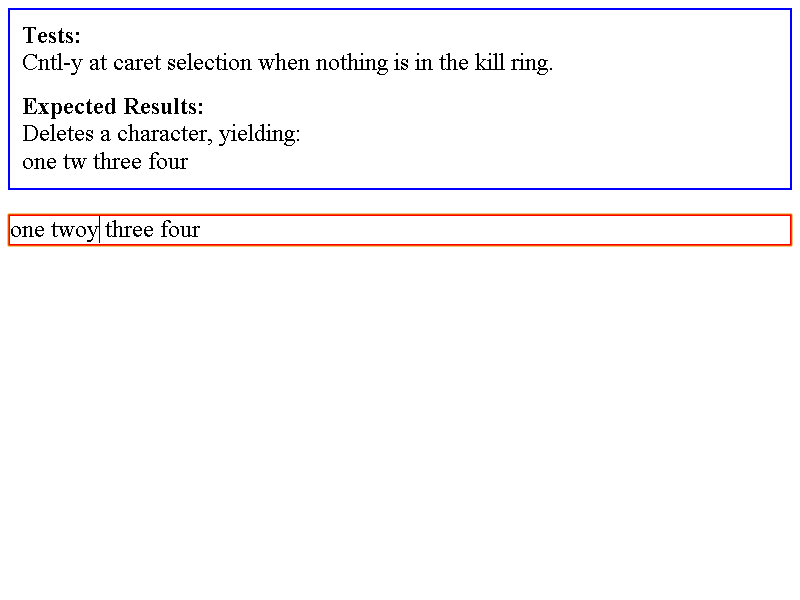 Tests:
Cntl-y at caret selection when nothing is in the kill ring.
Expected Results:
Deletes a character, yielding:
one tw three four
one twoy three four